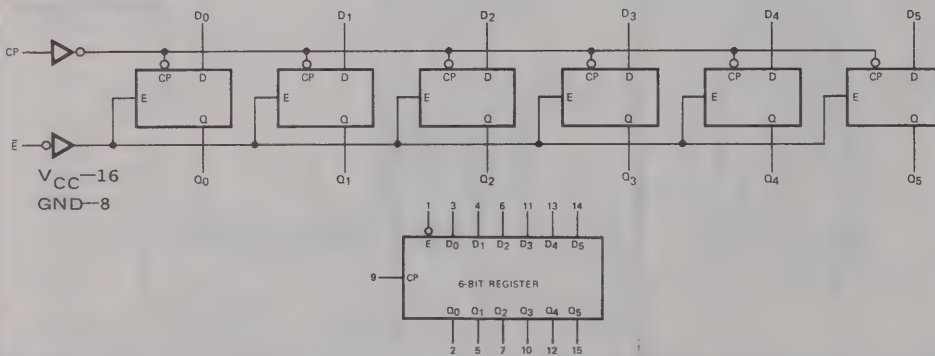 D0 D1 D2 D3 D4 D5
CP
CP D CP D CP D CP D CP D CP D
E E E E E E
Q Q Q Q Q Q
E̅
VCC—16
GND—8
Q0 Q1 Q2 Q3 Q4 Q5
1 3 4 6 11 13 14
E D0 D1 D2 D3 D4 D5
9 CP
6-BIT REGISTER
Q0 Q1 Q2 Q3 Q4 Q5
2 5 7 10 12 15